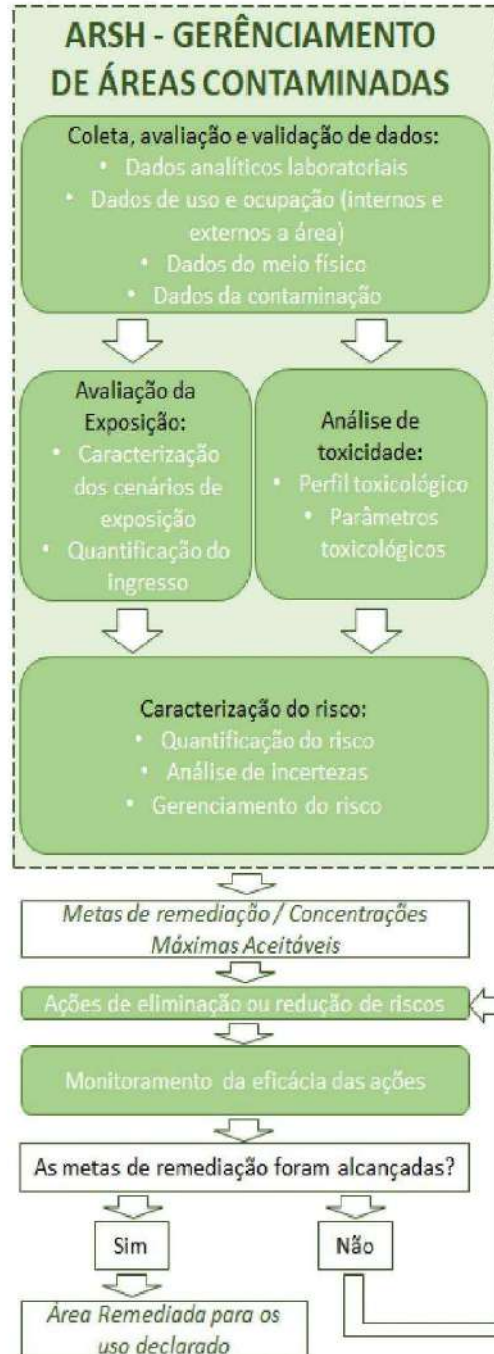 ARSH - GERÊNCIAMENTO
DE ÁREAS CONTAMINADAS
Coleta, avaliação e validação de dados:
• Dados analíticos laboratoriais
• Dados de uso e ocupação (internos e
externos a área)
• Dados do meio físico
• Dados da contaminação
Avaliação da
Exposição:
• Caracterização
dos cenários de
exposição
• Quantificação do
ingresso
Análise de
toxicidade:
• Perfil toxicológico
• Parâmetros
toxicológicos
Caracterização do risco:
• Quantificação do risco
• Análise de incertezas
• Gerenciamento do risco
Metas de remediação / Concentrações
Máximas Aceitáveis
Ações de eliminação ou redução de riscos
Monitoramento da eficácia das ações
As metas de remediação foram alcançadas?
Sim
Não
Área Remediada para os
uso declarado